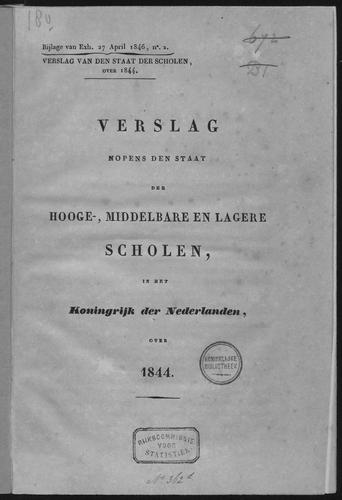 180.
Bijlage van Exh. 27 April 1846, n°. 2.
VERSLAG VAN DEN STAAT DER SCHOLEN,
OVER 1844.
VERSLAG
NOPENS DEN STAAT
DER
HOOGE-, MIDDELBARE EN LAGERE
SCHOLEN,
IN HET
Koningrijk der Nederlanden,
OVER
1844.
KONINKLIJKE
BIBLIOTHEEK
RIJKSCOMMISSIE
VOOR
STATISTIEK